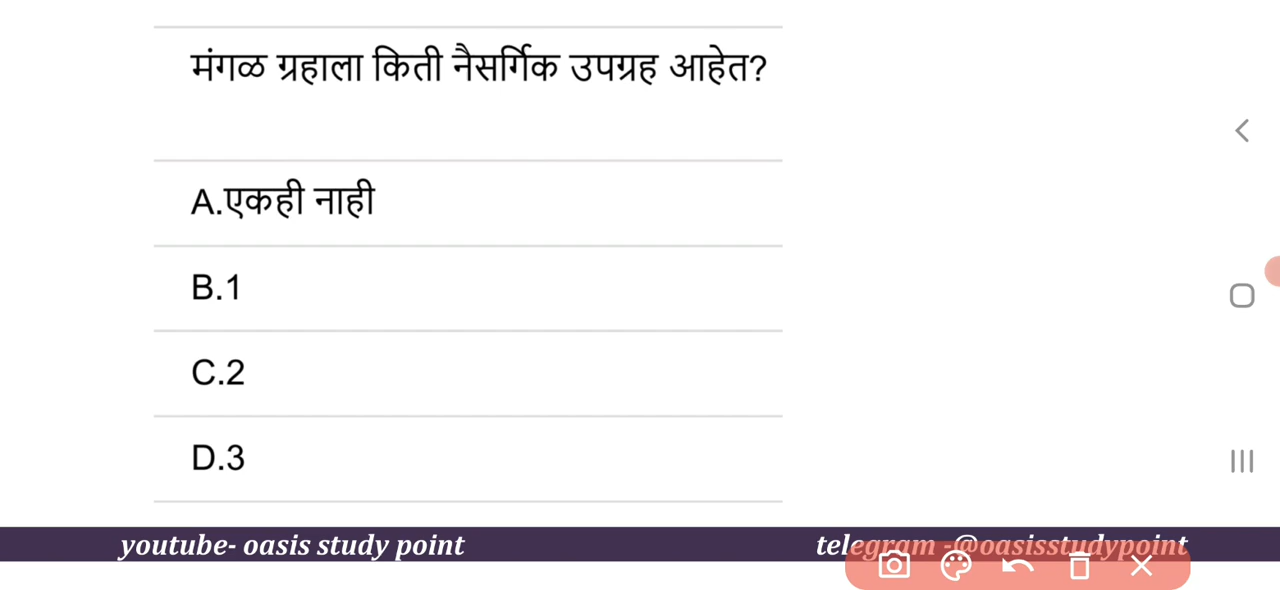 मंगळ ग्रहाला किती नैसर्गिक उपग्रह आहेत?
A.एकही नाही
B.1
C.2
D.3
youtube- oasis study point
telegram -@oasisstudypoint